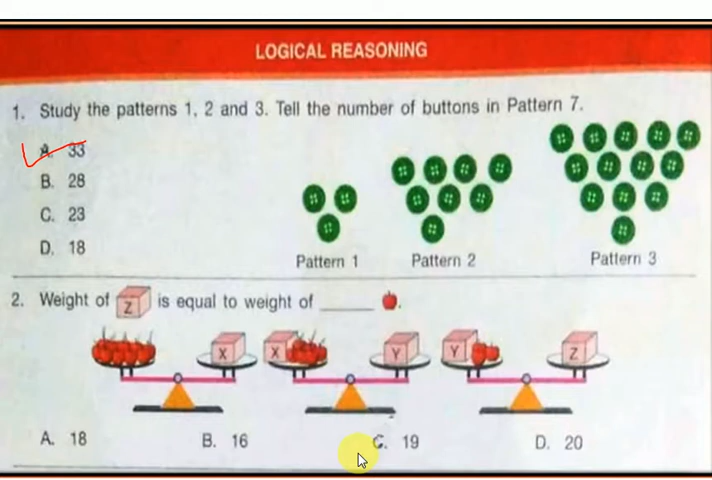 LOGICAL REASONING
1. Study the patterns 1, 2 and 3. Tell the number of buttons in Pattern 7.
A. 33
B. 28
C. 23
D. 18
Pattern 1 Pattern 2 Pattern 3
2. Weight of Z is equal to weight of _____ .
X X Y Y Z
A. 18 B. 16 C. 19 D. 20